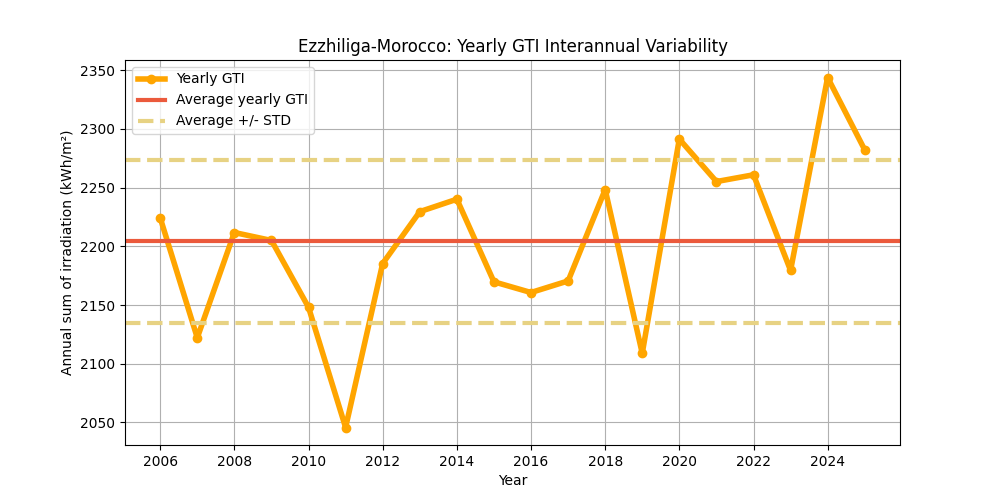 Ezzhiliga-Morocco: Yearly GTI Interannual Variability
Yearly GTI
Average yearly GTI
Average +/- STD
Annual sum of irradiation (kWh/m²)
2350
2300
2250
2200
2150
2100
2050
2006 2008 2010 2012 2014 2016 2018 2020 2022 2024
Year